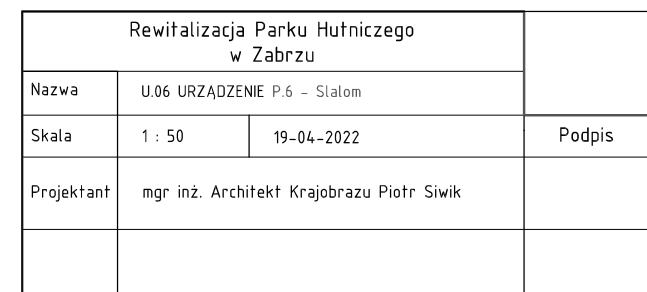 Rewitalizacja Parku Hutniczego
w Zabrzu
Nazwa U.06 URZĄDZENIE P.6 - Slalom
Skala 1 : 50 19-04-2022 Podpis
Projektant mgr inż. Architekt Krajobrazu Piotr Siwik